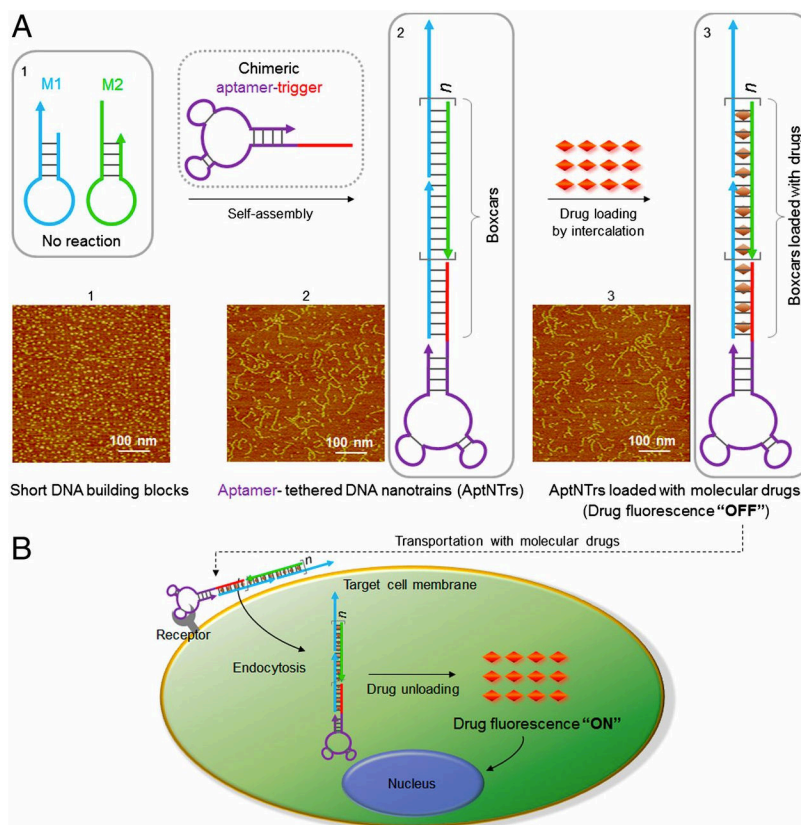 A
1
M1 M2
No reaction
Chimeric
aptamer-trigger
Self-assembly
2
n
Boxcars
Drug loading
by intercalation
3
n
Boxcars loaded with drugs
1
100 nm
Short DNA building blocks
2
100 nm
Aptamer- tethered DNA nanotrains (AptNTrs)
3
100 nm
AptNTrs loaded with molecular drugs
(Drug fluorescence “OFF”)
B
Transportation with molecular drugs
n
Target cell membrane
Receptor
Endocytosis
n
Drug unloading
Drug fluorescence “ON”
Nucleus